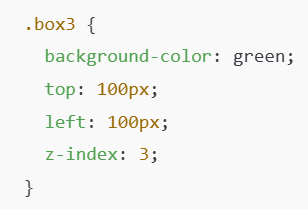 .box3 {
  background-color: green;
  top: 100px;
  left: 100px;
  z-index: 3;
}